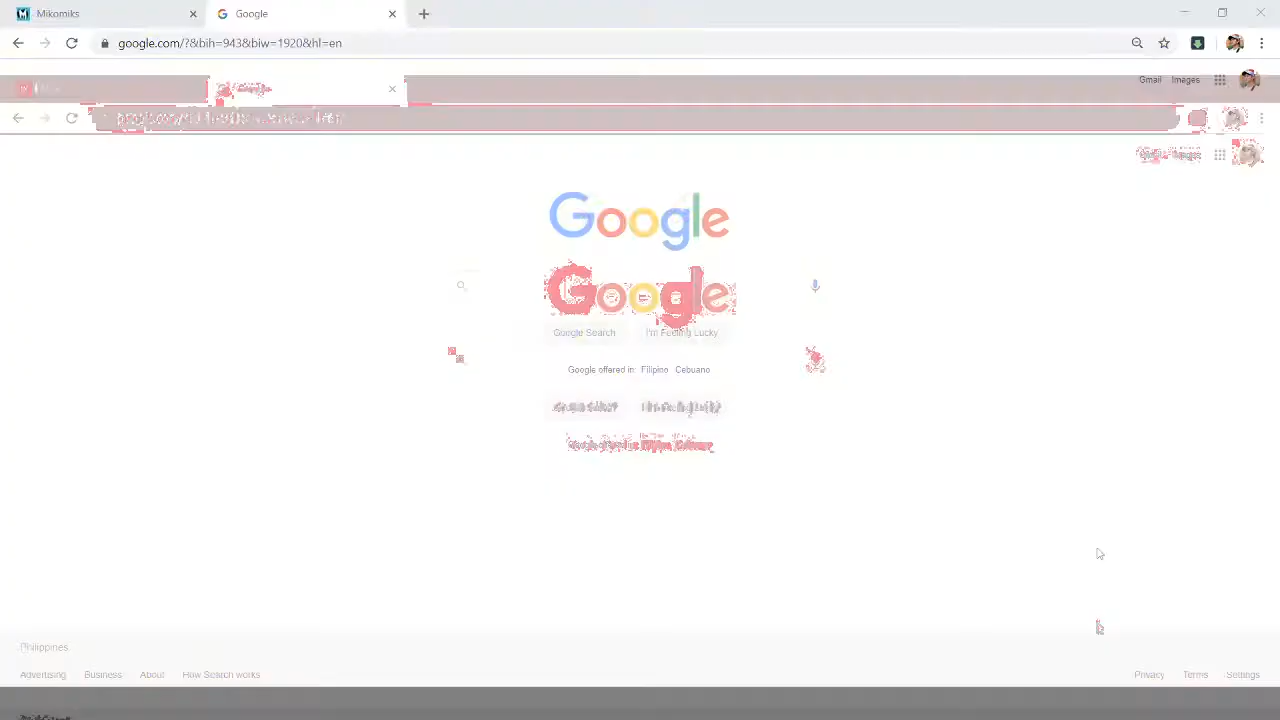 Mikomiks Google
google.com/?&bih=943&biw=1920&hl=en
Gmail Images
Google
Google
Google Search I'm Feeling Lucky
Google offered in: Filipino Cebuano
Philippines
Advertising Business About How Search works Privacy Terms Settings